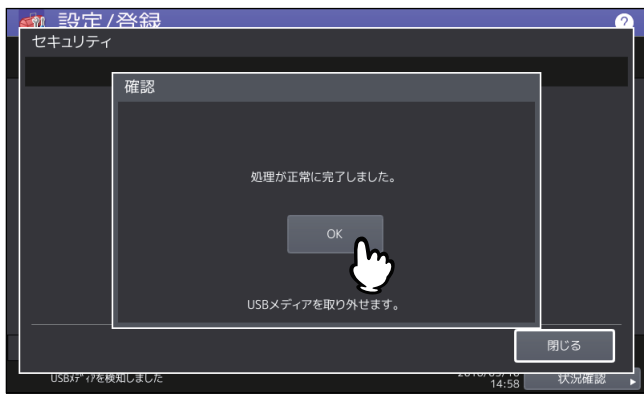 設定/登録
?
セキュリティ
確認
処理が正常に完了しました。
OK
USBメディアを取り外せます。
閉じる
USBﾒﾃﾞｨｱを検知しました
14:58
状況確認